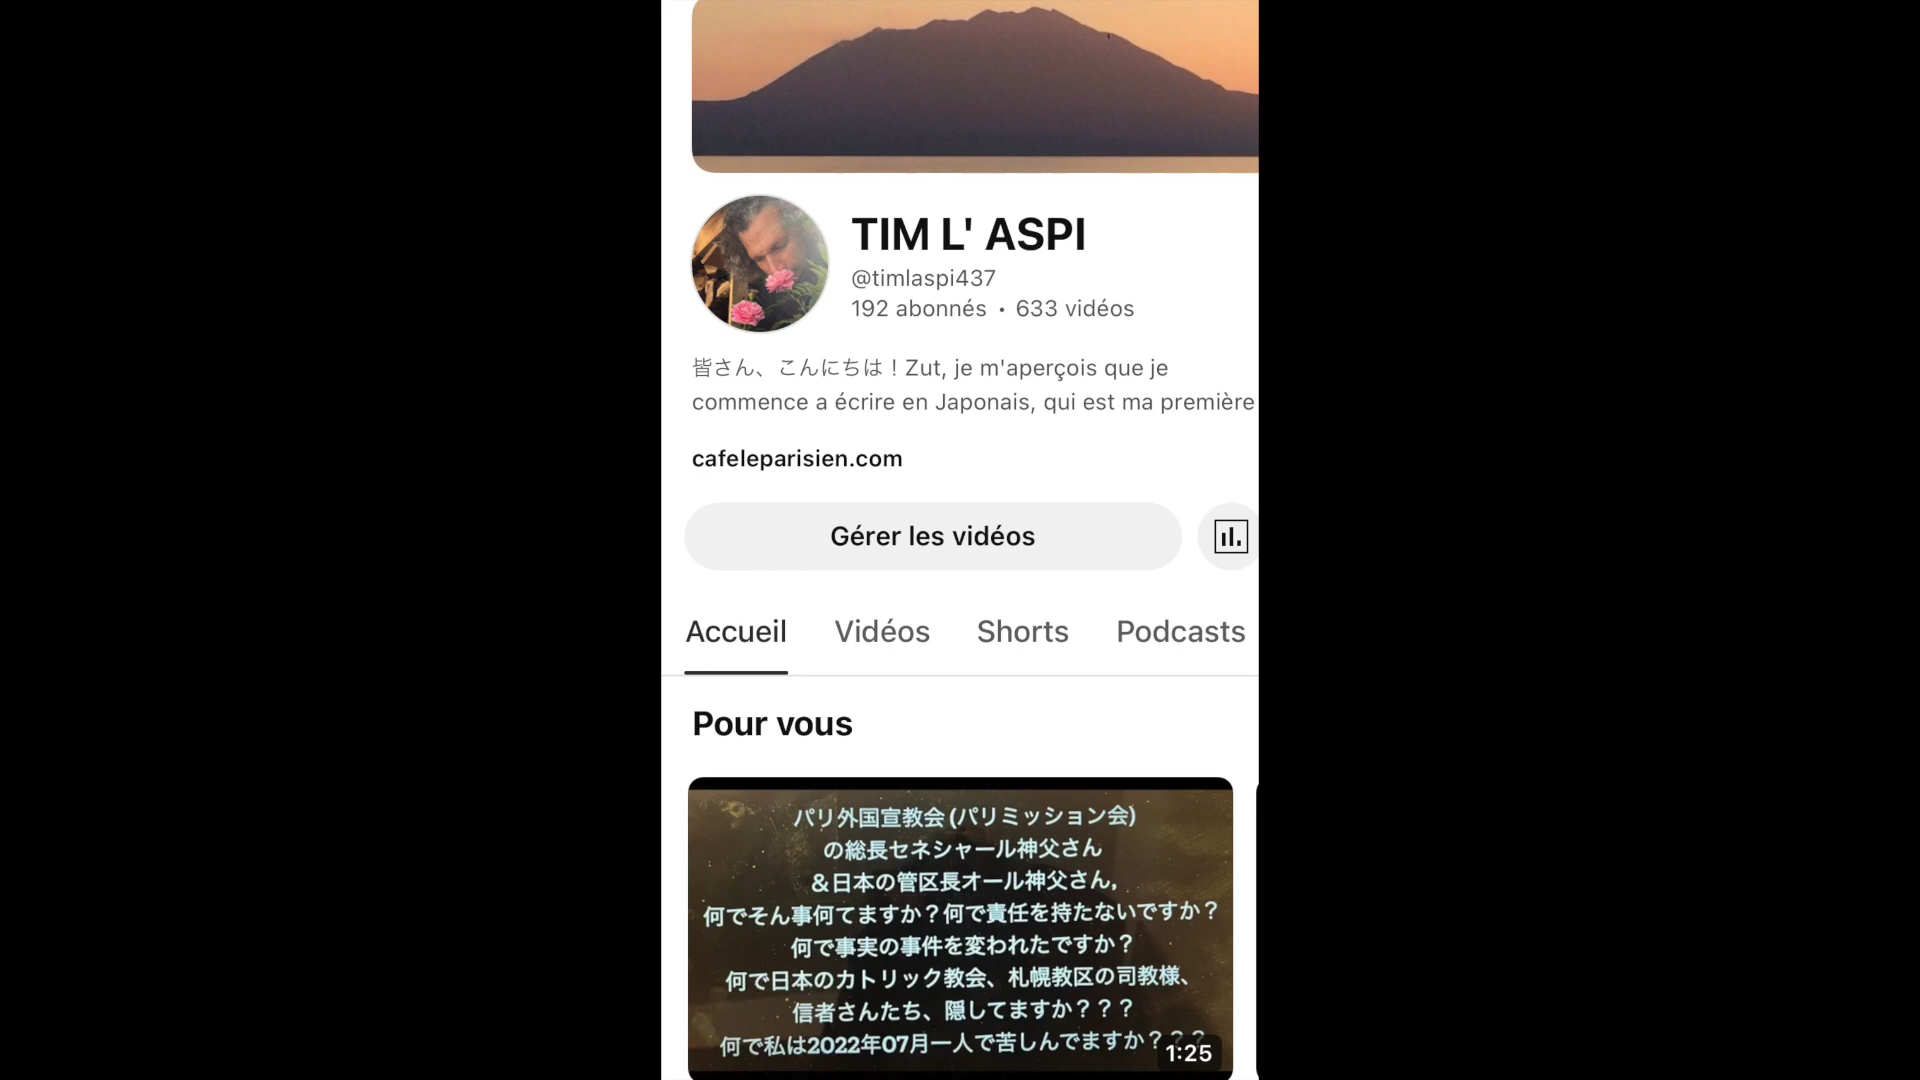 TIM L' ASPI
@timlaspi437
192 abonnés • 633 vidéos
皆さん、こんにちは！Zut, je m'aperçois que je
commence a écrire en Japonais, qui est ma première
cafeleparisien.com
Gérer les vidéos
Accueil Vidéos Shorts Podcasts
Pour vous
パリ外国宣教会 (パリミッション会)
の総長セネシャール神父さん
&日本の管区長オール神父さん,
何でそん事何てますか？何で責任を持たないですか？
何で事実の事件を変われたですか？
何で日本のカトリック教会、札幌教区の司教様、
信者さんたち、隠してますか？？？
何で私は2022年07月一人で苦しんでますか？？？
1:25